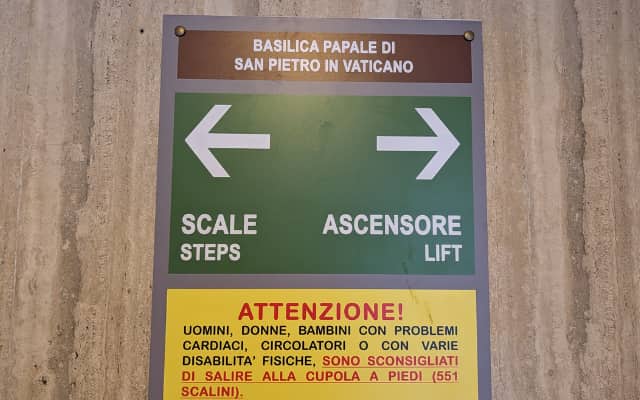 BASILICA PAPALE DI
SAN PIETRO IN VATICANO
SCALE
STEPS
ASCENSORE
LIFT
ATTENZIONE!
UOMINI, DONNE, BAMBINI CON PROBLEMI
CARDIACI, CIRCOLATORI O CON VARIE
DISABILITA' FISICHE, SONO SCONSIGLIATI
DI SALIRE ALLA CUPOLA A PIEDI (551
SCALINI).